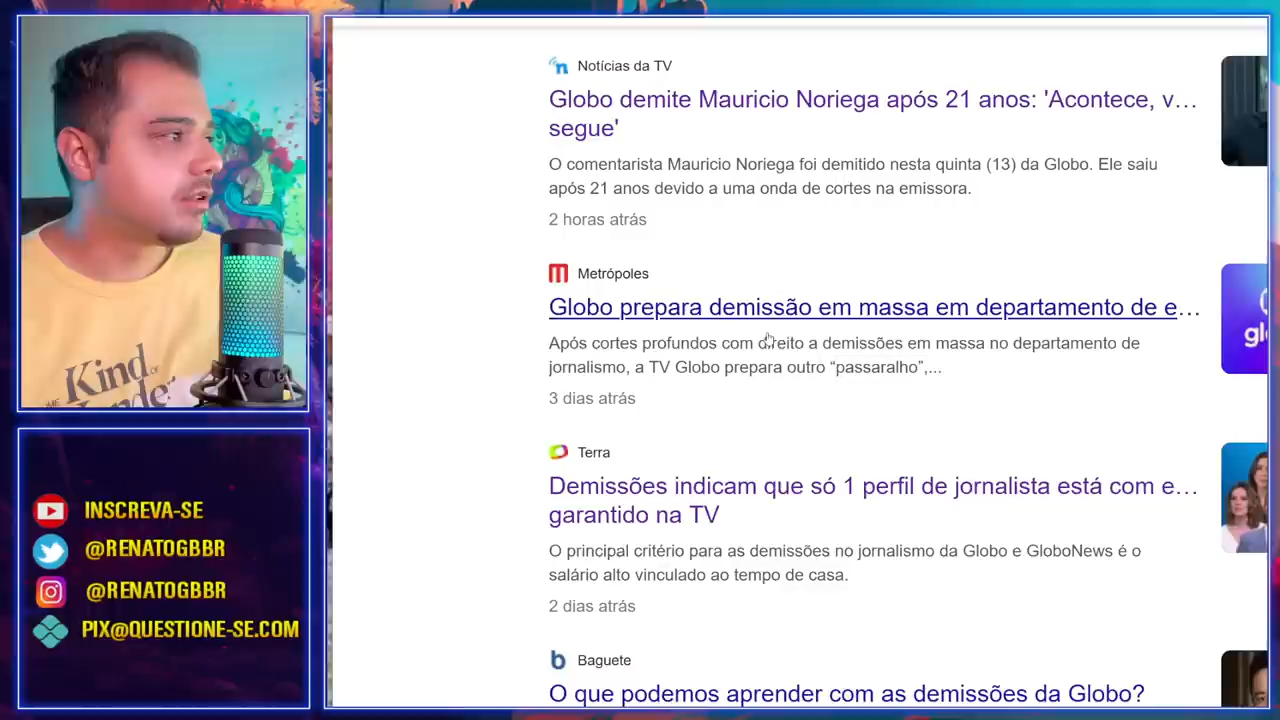 Notícias da TV
Globo demite Mauricio Noriega após 21 anos: 'Acontece, v...
segue'
O comentarista Mauricio Noriega foi demitido nesta quinta (13) da Globo. Ele saiu
após 21 anos devido a uma onda de cortes na emissora.
2 horas atrás
Metrópoles
Globo prepara demissão em massa em departamento de e...
Após cortes profundos com direito a demissões em massa no departamento de
jornalismo, a TV Globo prepara outro “passaralho”,...
3 dias atrás
glo
Terra
Demissões indicam que só 1 perfil de jornalista está com e...
garantido na TV
O principal critério para as demissões no jornalismo da Globo e GloboNews é o
salário alto vinculado ao tempo de casa.
2 dias atrás
Baguete
O que podemos aprender com as demissões da Globo?
Kind
INSCREVA-SE
@RENATOGBBR
@RENATOGBBR
PIX@QUESTIONE-SE.COM